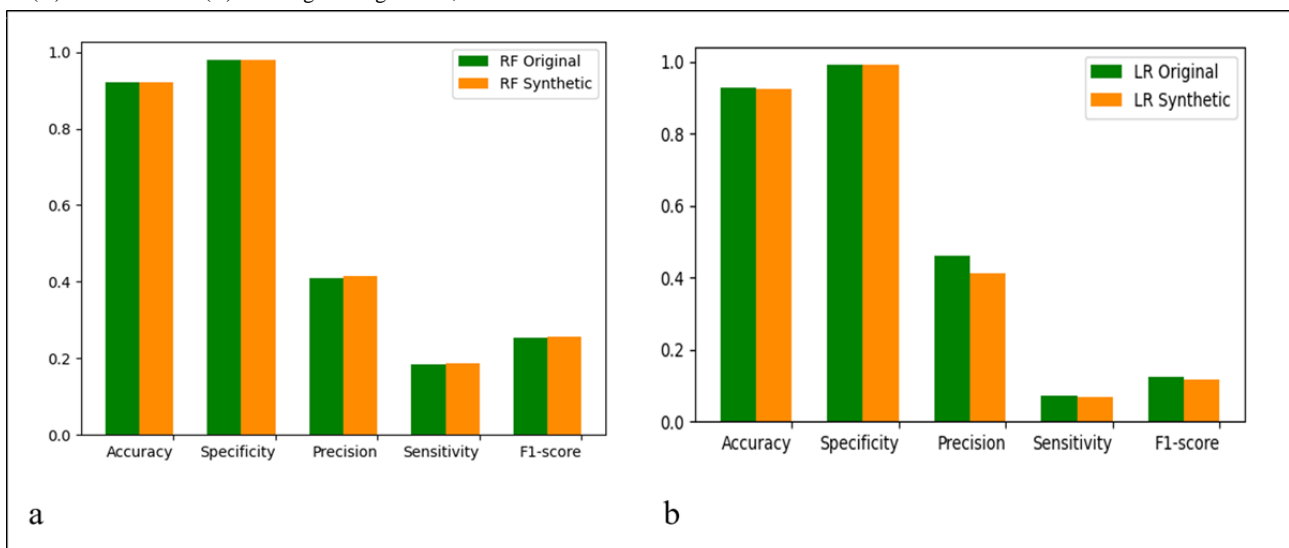 1.0
0.8
0.6
0.4
0.2
0.0
RF Original
RF Synthetic
Accuracy Specificity Precision Sensitivity F1-score
a
1.0
0.8
0.6
0.4
0.2
0.0
LR Original
LR Synthetic
Accuracy Specificity Precision Sensitivity F1-score
b